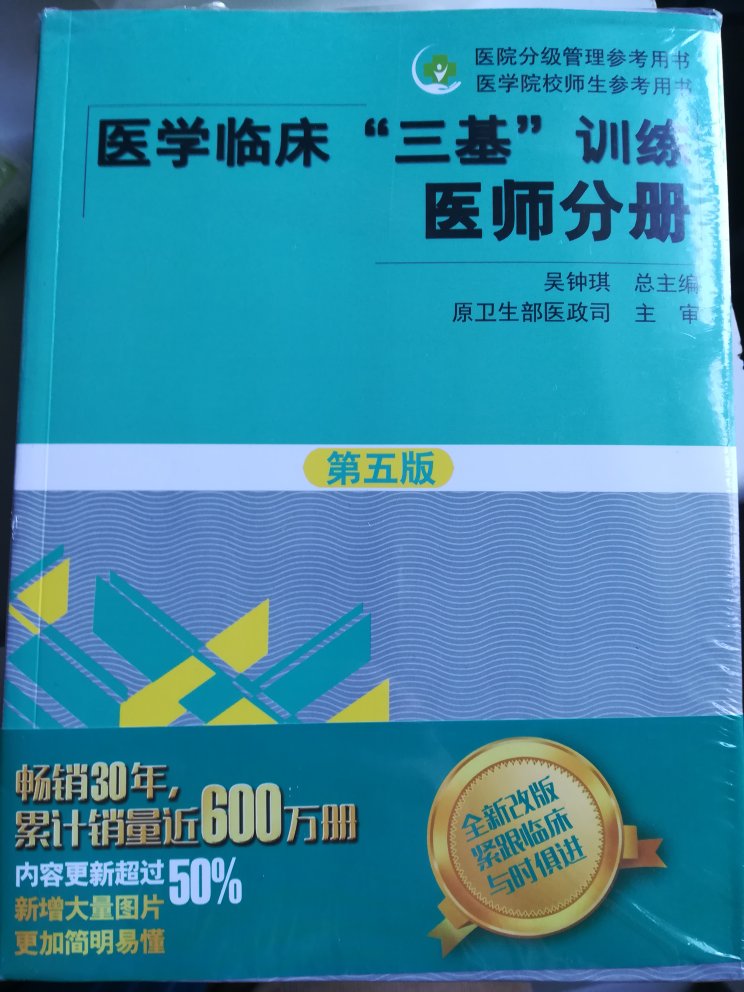 医院分级管理参考用书
医学院校师生参考用书
医学临床“三基”训练
医师分册
吴钟琪 总主编
原卫生部医政司 主 审
第五版
畅销30年,
累计销量近600万册
内容更新超过50%
新增大量图片
更加简明易懂
全新改版
紧跟临床
与时俱进